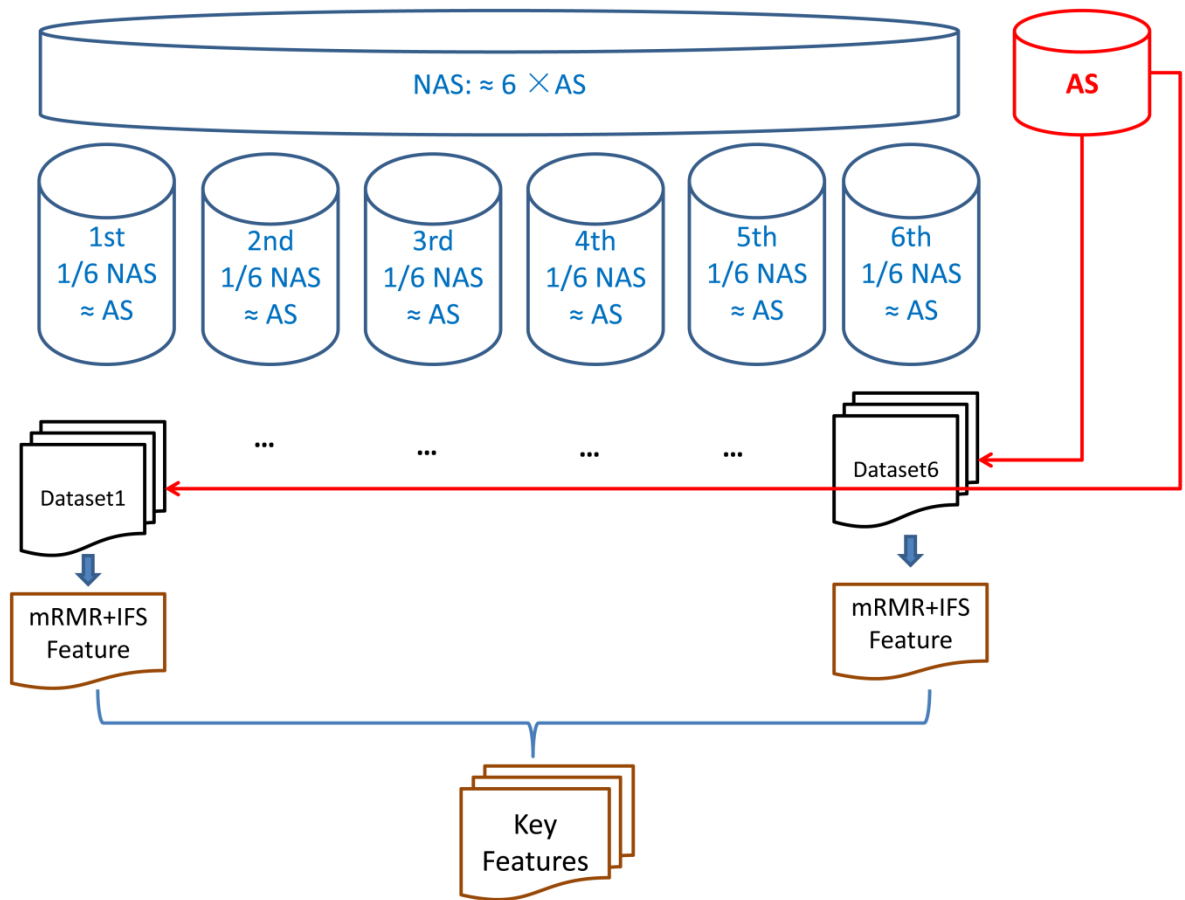 NAS: ≈ 6 ×AS
AS
1st
1/6 NAS
≈ AS
2nd
1/6 NAS
≈ AS
3rd
1/6 NAS
≈ AS
4th
1/6 NAS
≈ AS
5th
1/6 NAS
≈ AS
6th
1/6 NAS
≈ AS
Dataset1
...
...
...
...
Dataset6
mRMR+IFS
Feature
mRMR+IFS
Feature
Key
Features